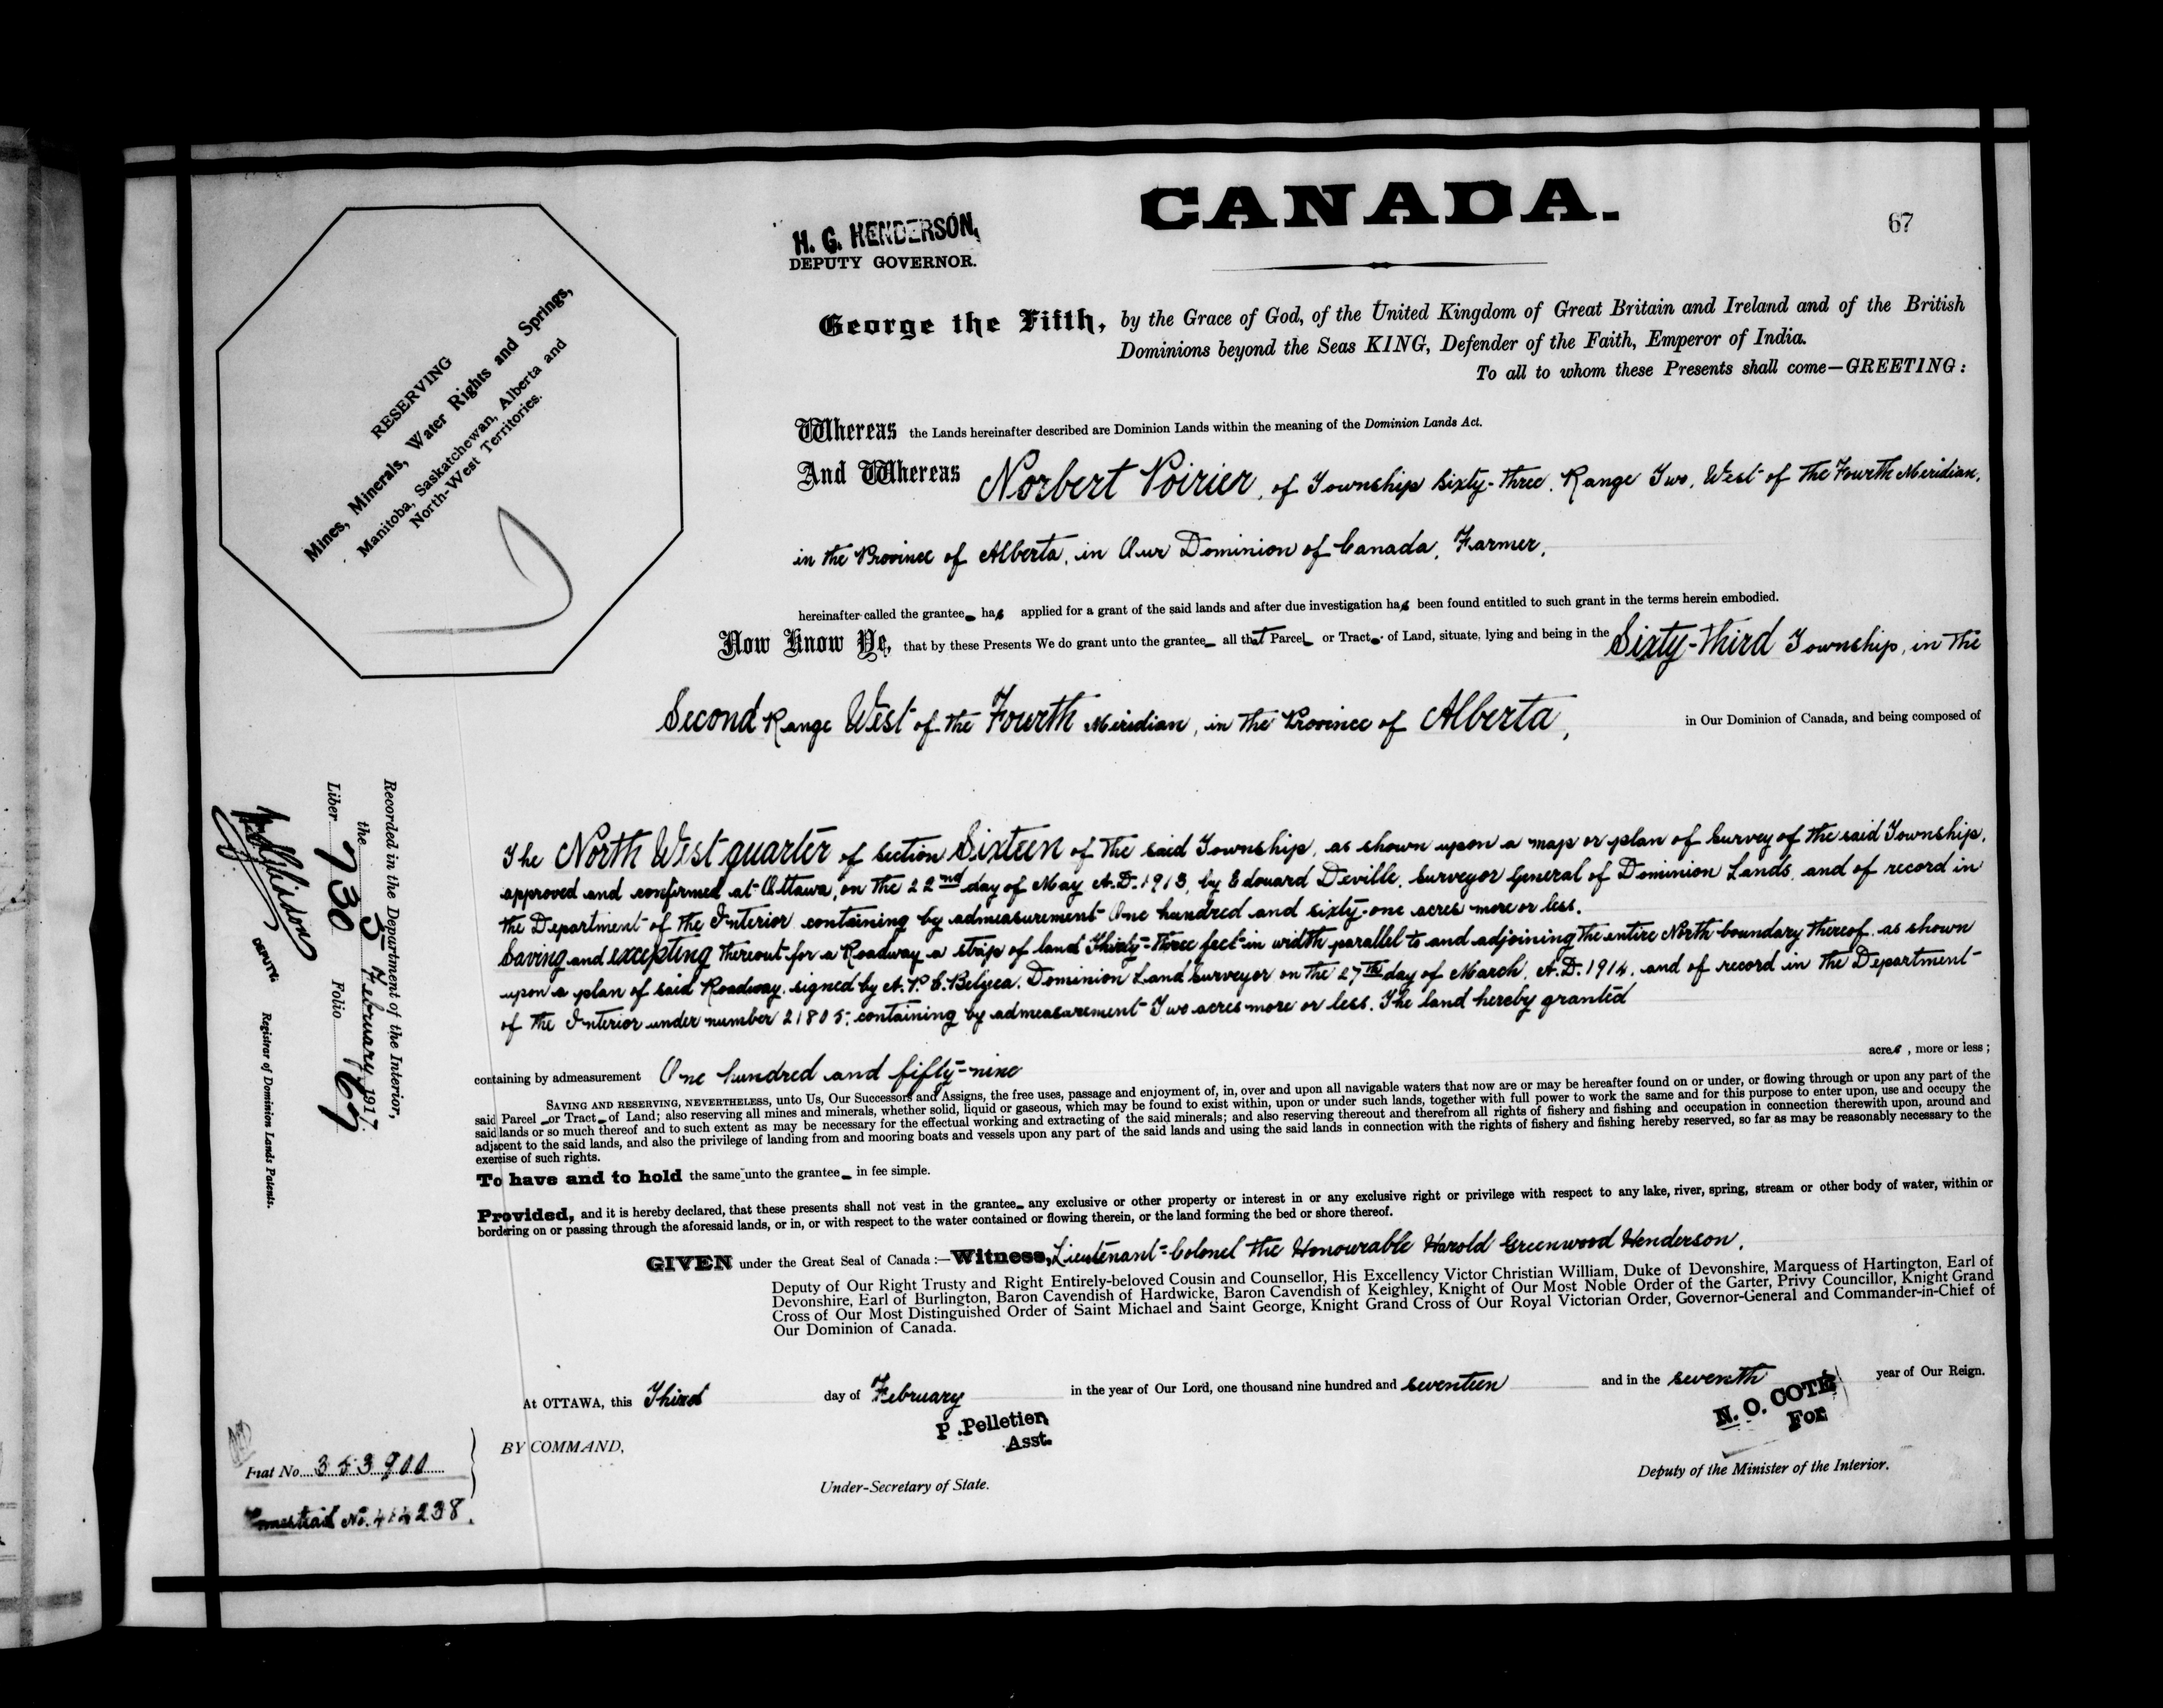 CANADA.
67
H. G. HENDERSON,
DEPUTY GOVERNOR.
RESERVING
Mines, Minerals, Water Rights and Springs,
Manitoba, Saskatchewan, Alberta and
North-West Territories.
George the Fifth, by the Grace of God, of the United Kingdom of Great Britain and Ireland and of the British
Dominions beyond the Seas KING, Defender of the Faith, Emperor of India.
To all to whom these Presents shall come—GREETING:
Whereas the Lands hereinafter described are Dominion Lands within the meaning of the Dominion Lands Act.
And Whereas Norbert Poirier, of Township Sixty-three, Range Two, West of the Fourth Meridian,
in the Province of Alberta, in Our Dominion of Canada, Farmer,
hereinafter called the grantee has applied for a grant of the said lands and after due investigation has been found entitled to such grant in the terms herein embodied.
Now Know Ye, that by these Presents We do grant unto the grantee all that Parcel or Tract of Land, situate, lying and being in the Sixty-third Township, in the
Second Range West of the Fourth Meridian, in the Province of Alberta, in Our Dominion of Canada, and being composed of
The North West quarter of section Sixteen of the said Township, as shown upon a map or plan of survey of the said Township,
approved and confirmed at Ottawa, on the 22nd day of May A.D. 1913, by Edouard Deville, Surveyor General of Dominion Lands, and of record in
the Department of the Interior containing by admeasurement One hundred and sixty-one acres more or less.
Saving and excepting thereout for a Roadway a strip of land Thirty-three feet in width parallel to and adjoining the entire North boundary thereof, as shown
upon a plan of said Roadway, signed by A. P. C. Belyea, Dominion Land Surveyor on the 27th day of March, A.D. 1914, and of record in the Department
of the Interior under number 21805, containing by admeasurement Two acres more or less. The land hereby granted
containing by admeasurement One hundred and fifty-nine acres, more or less;
SAVING AND RESERVING, NEVERTHELESS, unto Us, Our Successors and Assigns, the free uses, passage and enjoyment of, in, over and upon all navigable waters that now are or may be hereafter found on or under, or flowing through or upon any part of the
said Parcel or Tract of Land; also reserving all mines and minerals, whether solid, liquid or gaseous, which may be found to exist within, upon or under such lands, together with full power to work the same and for this purpose to enter upon, use and occupy the
said lands or so much thereof and to such extent as may be necessary for the effectual working and extracting of the said minerals; and also reserving thereout and therefrom all rights of fishery and fishing and occupation in connection therewith upon, around and
adjacent to the said lands, and also the privilege of landing from and mooring boats and vessels upon any part of the said lands and using the said lands in connection with the rights of fishery and fishing hereby reserved, so far as may be reasonably necessary to the
exercise of such rights.
To have and to hold the same unto the grantee in fee simple.
Provided, and it is hereby declared, that these presents shall not vest in the grantee any exclusive or other property or interest in or any exclusive right or privilege with respect to any lake, river, spring, stream or other body of water, within or
bordering on or passing through the aforesaid lands, or in, or with respect to the water contained or flowing therein, or the land forming the bed or shore thereof.
GIVEN under the Great Seal of Canada:—Witness, Lieutenant-Colonel the Honourable Harold Greenwood Henderson,
Deputy of Our Right Trusty and Right Entirely-beloved Cousin and Counsellor, His Excellency Victor Christian William, Duke of Devonshire, Marquess of Hartington, Earl of
Devonshire, Earl of Burlington, Baron Cavendish of Hardwicke, Baron Cavendish of Keighley, Knight of Our Most Noble Order of the Garter, Privy Councillor, Knight Grand
Cross of Our Most Distinguished Order of Saint Michael and Saint George, Knight Grand Cross of Our Royal Victorian Order, Governor-General and Commander-in-Chief of
Our Dominion of Canada.
At OTTAWA, this Third day of February in the year of Our Lord, one thousand nine hundred and seventeen and in the seventh year of Our Reign.
BY COMMAND,
P. Pelletier
Asst.
Under-Secretary of State.
N. O. COTE
For
Deputy of the Minister of the Interior.
Recorded in the Department of the Interior,
the 5 February 1917
Liber 730 Folio 67
DEPUTY
Registrar of Dominion Lands Patents.
Fiat No. 353900
Homestead No. 414238.